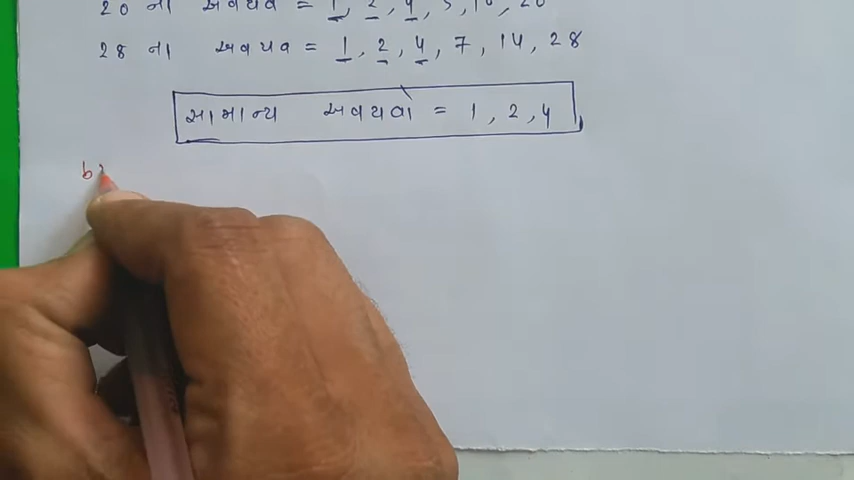 20 ના અવયવ = 1, 2, 4, 5, 10, 20
28 ના અવયવ = 1, 2, 4, 7, 14, 28
સામાન્ય અવયવો = 1, 2, 4
b